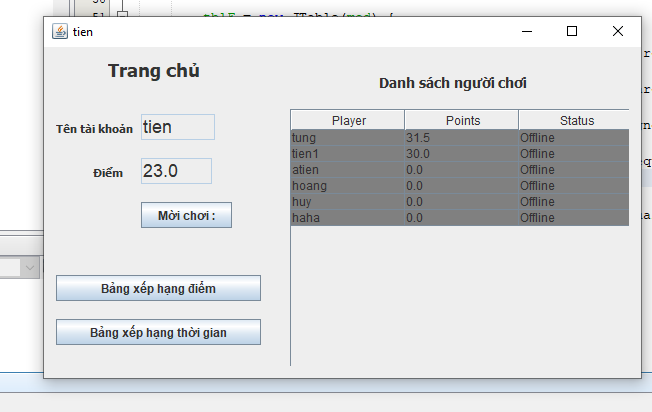 51 tblE = new JTable(mod) {
tien
Trang chủ
Danh sách người chơi
Tên tài khoản tien
Điểm 23.0
Mời chơi :
Bảng xếp hạng điểm
Bảng xếp hạng thời gian
Player Points Status
tung 31.5 Offline
tien1 30.0 Offline
atien 0.0 Offline
hoang 0.0 Offline
huy 0.0 Offline
haha 0.0 Offline